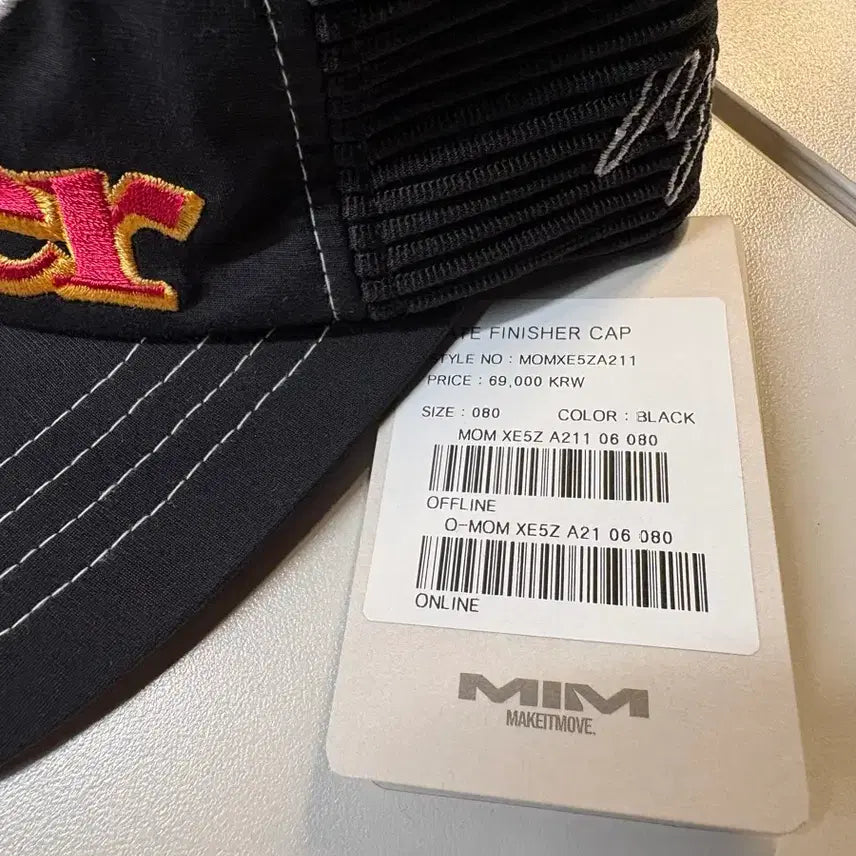 er
FINISHER CAP
STYLE NO : MOMXE5ZA211
PRICE : 69,000 KRW
SIZE : 080 COLOR : BLACK
MOM XE5Z A211 06 080
OFFLINE
O-MOM XE5Z A21 06 080
ONLINE
MIM
MAKEITMOVE.